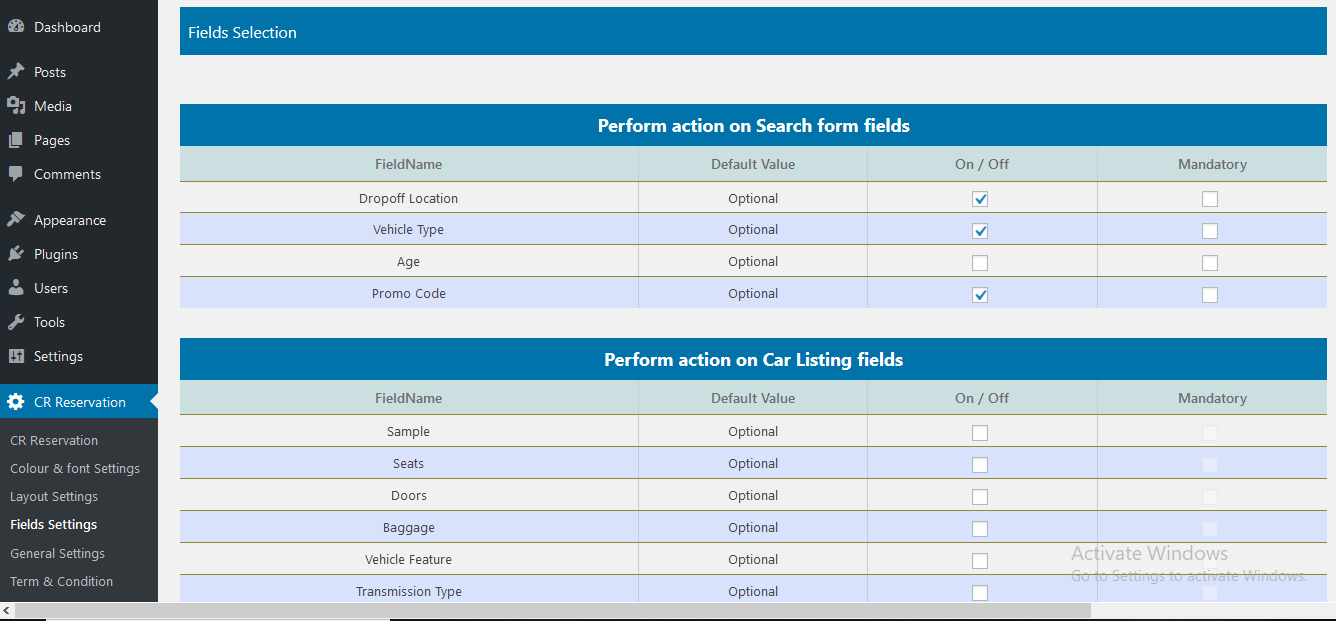 Dashboard
Posts
Media
Pages
Comments
Appearance
Plugins
Users
Tools
Settings
CR Reservation
CR Reservation
Colour & font Settings
Layout Settings
Fields Settings
General Settings
Term & Condition
Fields Selection
Perform action on Search form fields
FieldName Default Value On / Off Mandatory
Dropoff Location Optional
Vehicle Type Optional
Age Optional
Promo Code Optional
Perform action on Car Listing fields
FieldName Default Value On / Off Mandatory
Sample Optional
Seats Optional
Doors Optional
Baggage Optional
Vehicle Feature Optional
Transmission Type Optional
Activate Windows
Go to Settings to activate Windows.